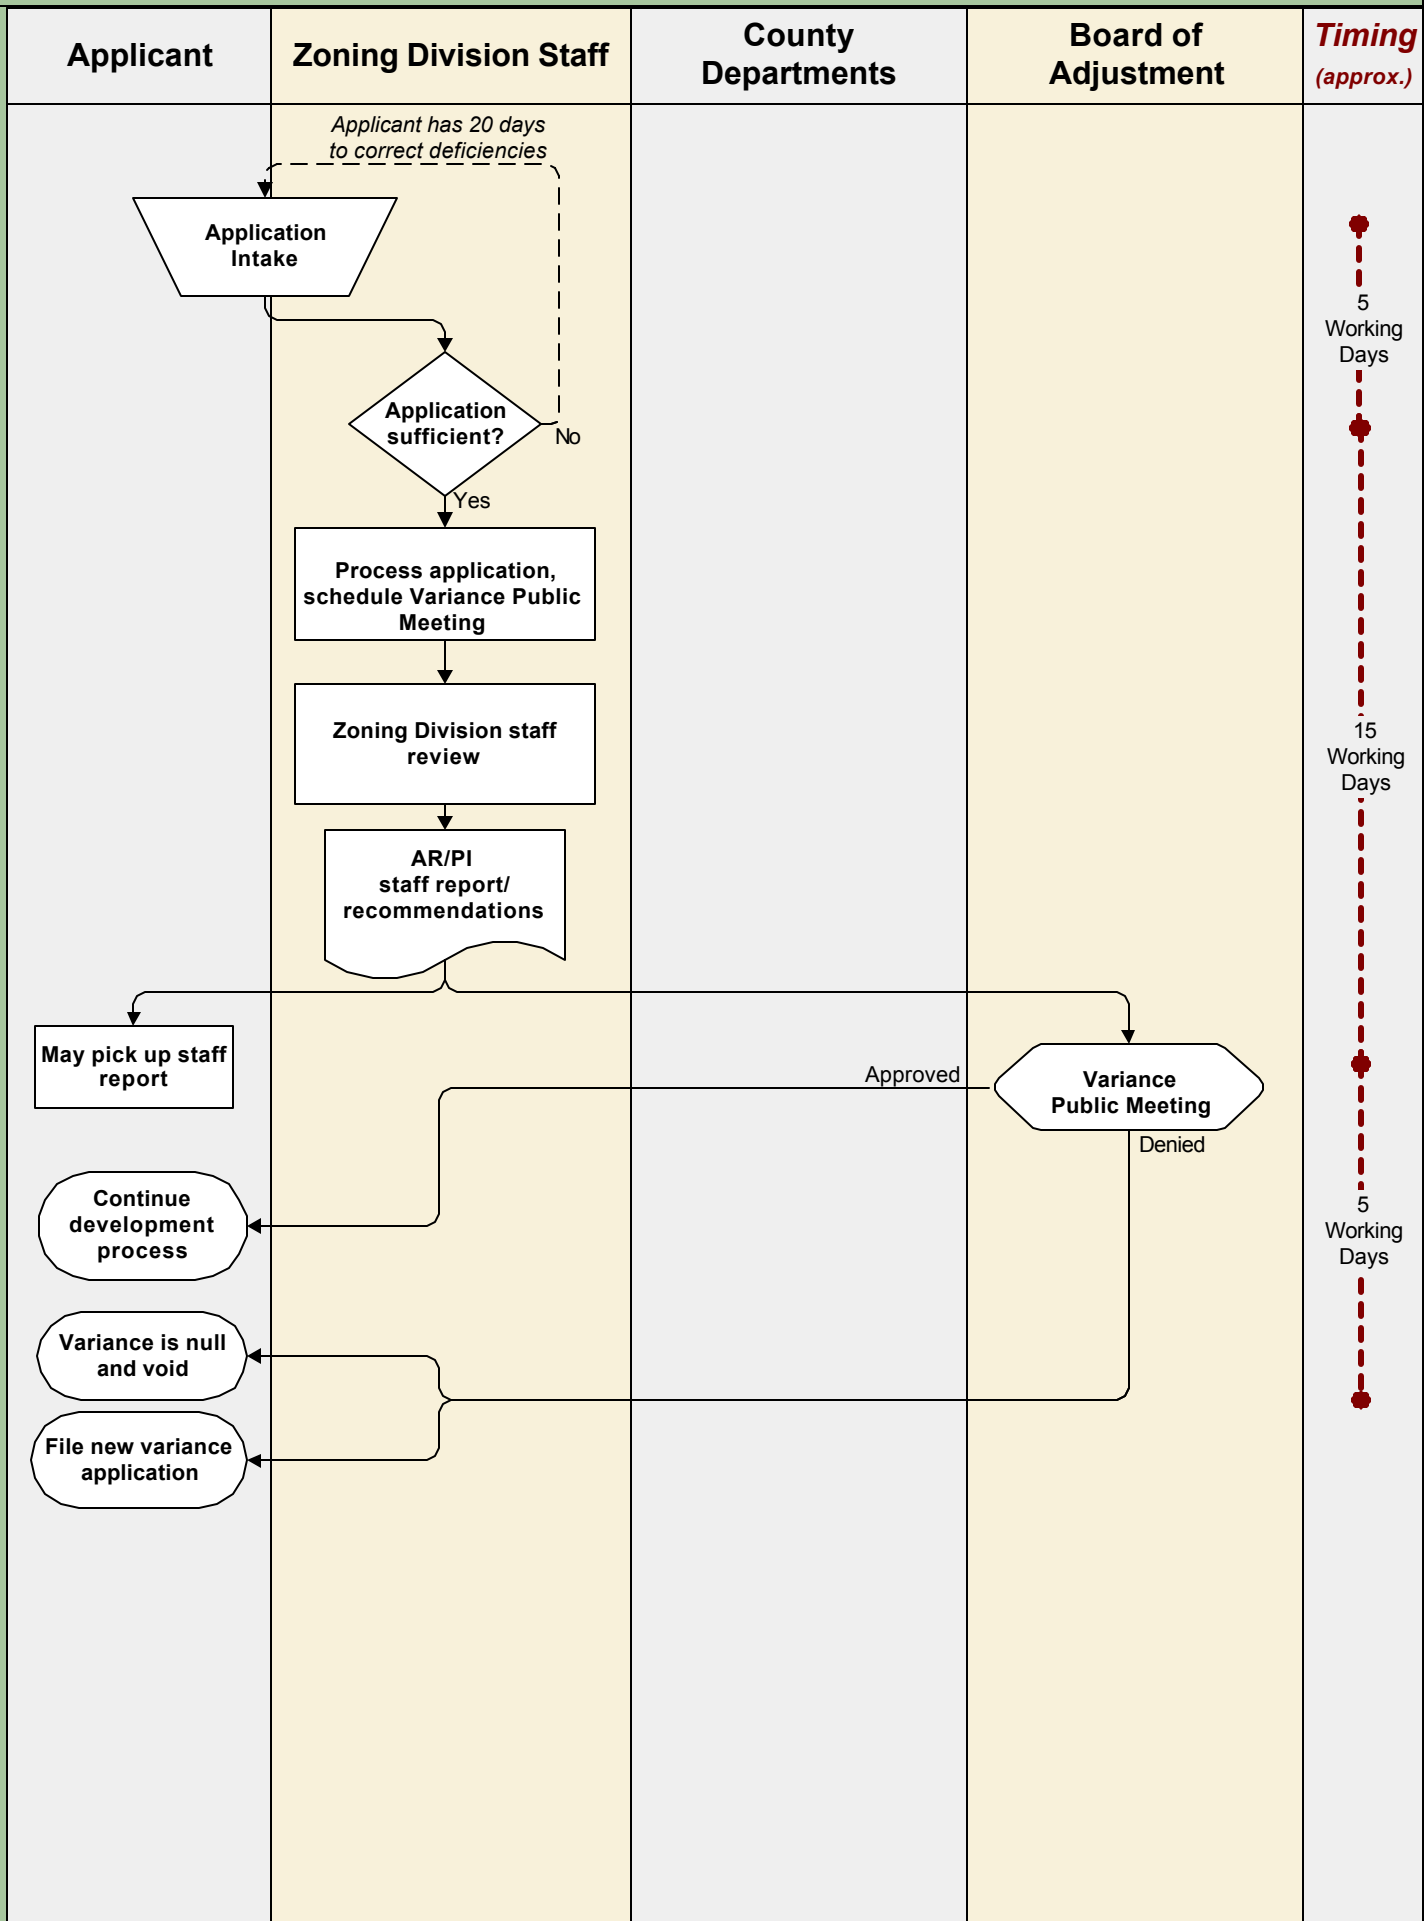 Applicant
Zoning Division Staff
County
Departments
Board of
Adjustment
Timing
(approx.)
Applicant has 20 days
to correct deficiencies
Application
Intake
5
Working
Days
Application
sufficient?
No
Yes
Process application,
schedule Variance Public
Meeting
Zoning Division staff
review
15
Working
Days
AR/PI
staff report/
recommendations
May pick up staff
report
Approved
Variance
Public Meeting
Denied
Continue
development
process
5
Working
Days
Variance is null
and void
File new variance
application